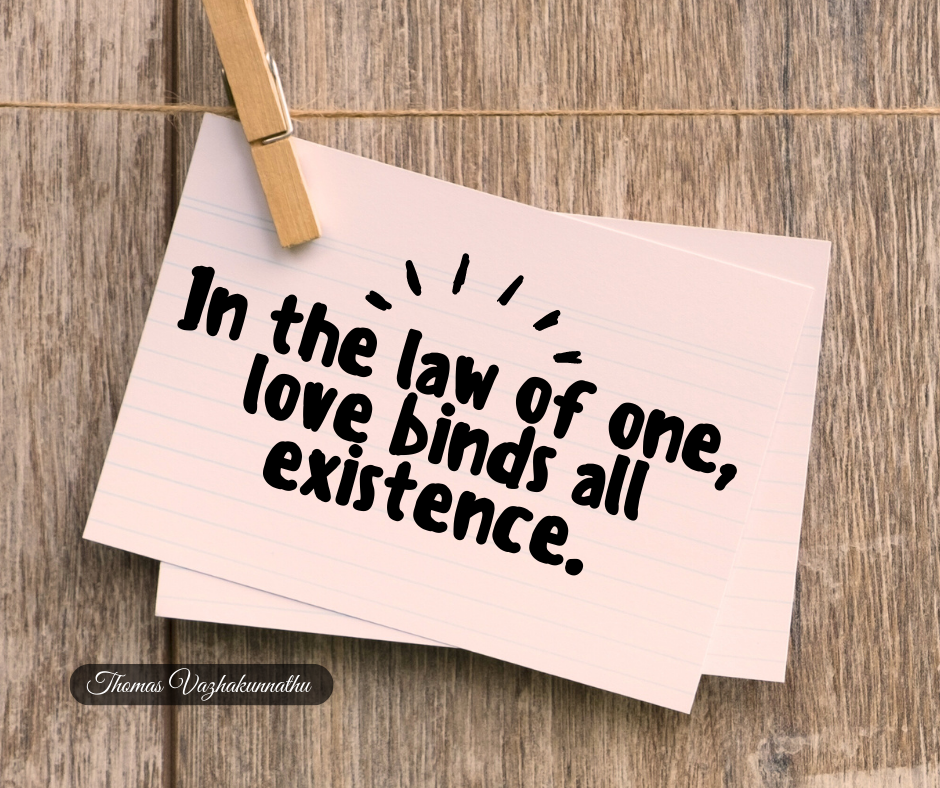 In the law of one,
love binds all
existence.
Thomas Vazhakunnathu